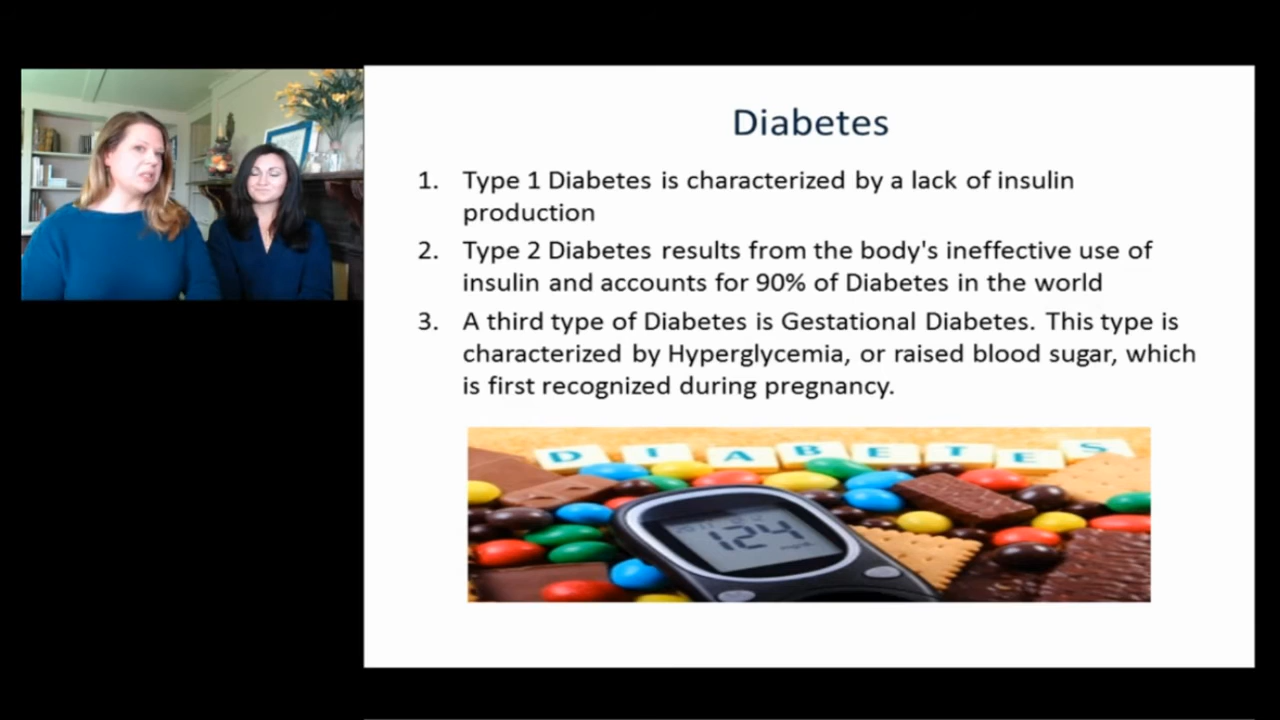 Diabetes
1. Type 1 Diabetes is characterized by a lack of insulin
production
2. Type 2 Diabetes results from the body's ineffective use of
insulin and accounts for 90% of Diabetes in the world
3. A third type of Diabetes is Gestational Diabetes. This type is
characterized by Hyperglycemia, or raised blood sugar, which
is first recognized during pregnancy.
DIABETES
124